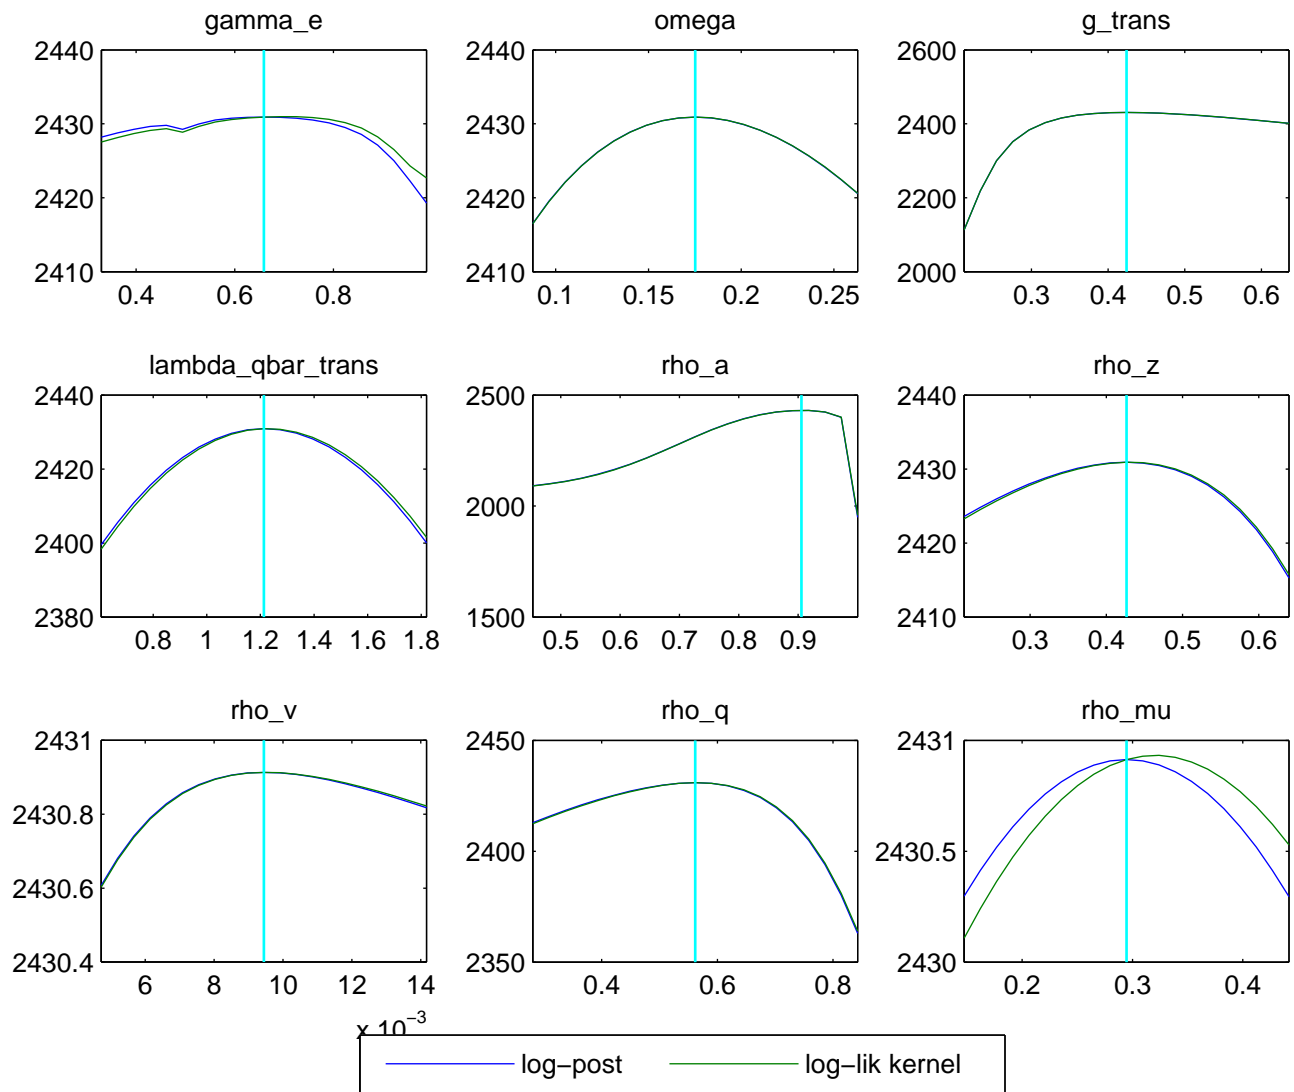 gamma_e
omega
g_trans
2440
2430
2420
2410
0.4 0.6 0.8
2440
2430
2420
2410
0.1 0.15 0.2 0.25
2600
2400
2200
2000
0.3 0.4 0.5 0.6
lambda_qbar_trans
rho_a
rho_z
2440
2420
2400
2380
0.8 1 1.2 1.4 1.6 1.8
2500
2000
1500
0.5 0.6 0.7 0.8 0.9
2440
2430
2420
2410
0.3 0.4 0.5 0.6
rho_v
rho_q
rho_mu
2431
2430.8
2430.6
2430.4
6 8 10 12 14
x 10⁻³
2450
2400
2350
0.4 0.6 0.8
2431
2430.5
2430
0.2 0.3 0.4
log−post log−lik kernel